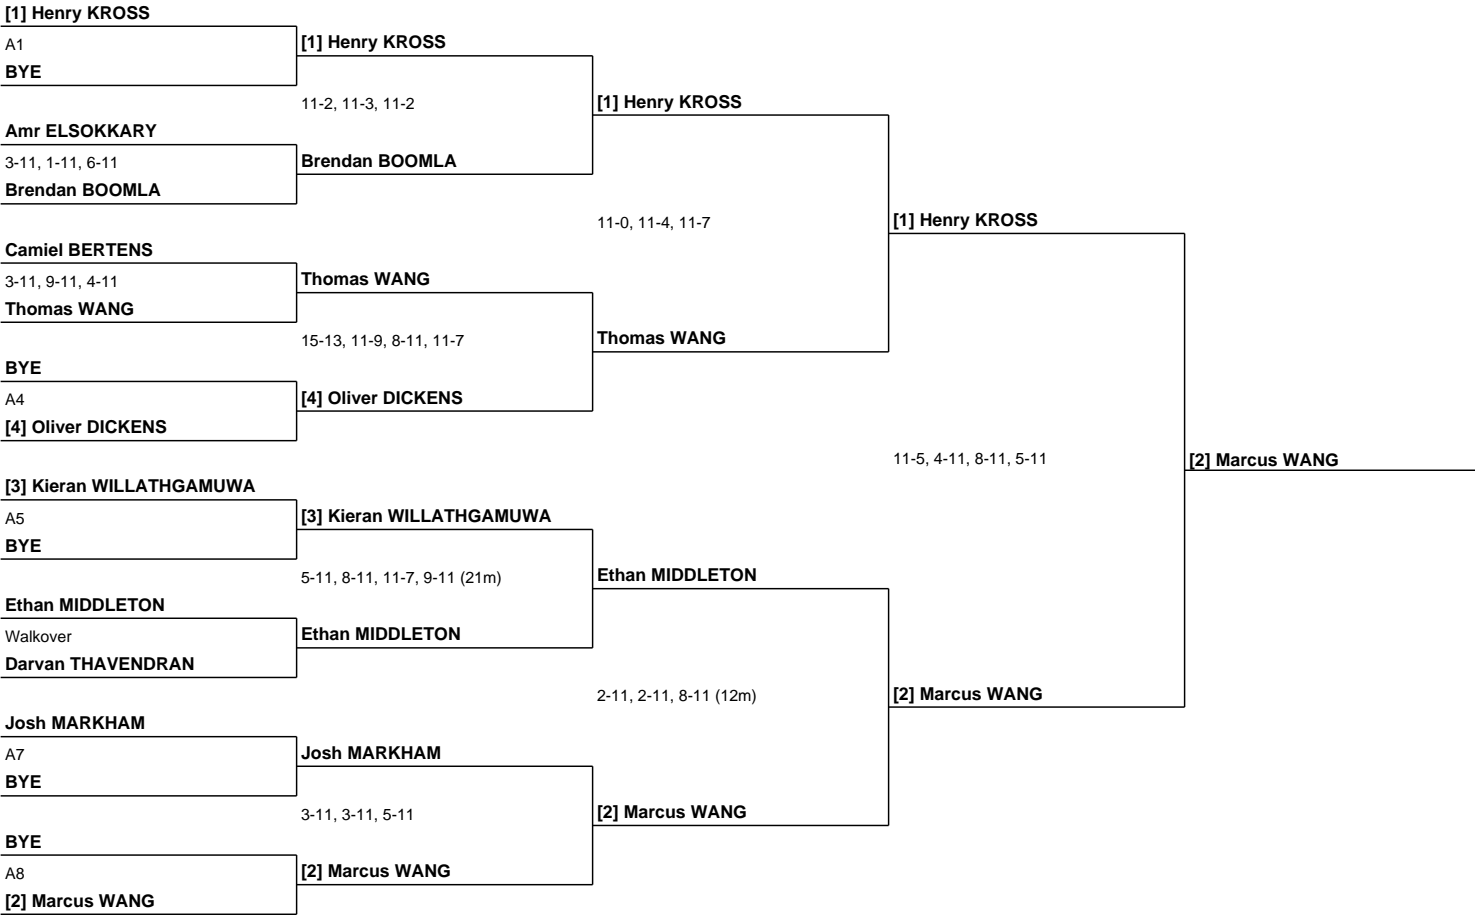 [1] Henry KROSS
A1
BYE
Amr ELSOKKARY
3-11, 1-11, 6-11
Brendan BOOMLA
Camiel BERTENS
3-11, 9-11, 4-11
Thomas WANG
BYE
A4
[4] Oliver DICKENS
[3] Kieran WILLATHGAMUWA
A5
BYE
Ethan MIDDLETON
Walkover
Darvan THAVENDRAN
Josh MARKHAM
A7
BYE
BYE
A8
[2] Marcus WANG
[1] Henry KROSS
11-2, 11-3, 11-2
Brendan BOOMLA
Thomas WANG
15-13, 11-9, 8-11, 11-7
[4] Oliver DICKENS
[3] Kieran WILLATHGAMUWA
5-11, 8-11, 11-7, 9-11 (21m)
Ethan MIDDLETON
Josh MARKHAM
3-11, 3-11, 5-11
[2] Marcus WANG
[1] Henry KROSS
11-0, 11-4, 11-7
Thomas WANG
Ethan MIDDLETON
2-11, 2-11, 8-11 (12m)
[2] Marcus WANG
[1] Henry KROSS
11-5, 4-11, 8-11, 5-11
[2] Marcus WANG
[2] Marcus WANG